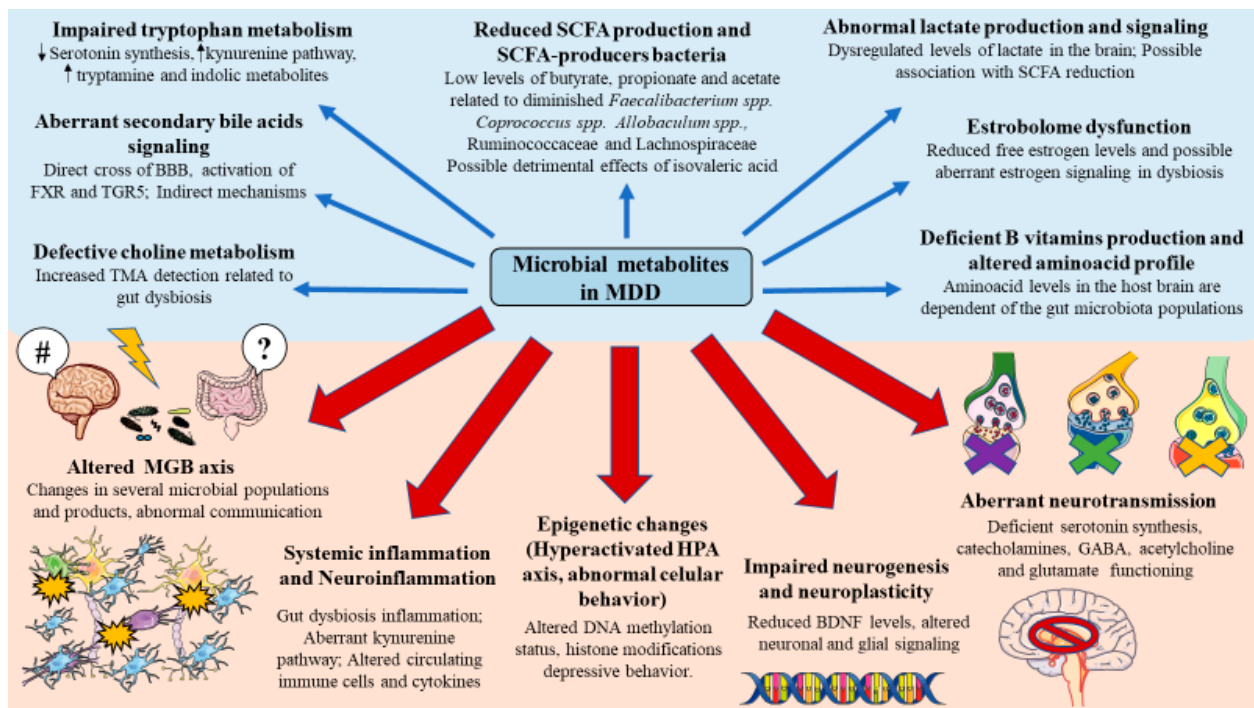 Impaired tryptophan metabolism
↓Serotonin synthesis,↑kynurenine pathway,
↑ tryptamine and indolic metabolites
Aberrant secondary bile acids
signaling
Direct cross of BBB, activation of
FXR and TGR5; Indirect mechanisms
Defective choline metabolism
Increased TMA detection related to
gut dysbiosis
Reduced SCFA production and
SCFA-producers bacteria
Low levels of butyrate, propionate and acetate
related to diminished Faecalibacterium spp.
Coprococcus spp. Allobaculum spp.,
Ruminococcaceae and Lachnospiraceae
Possible detrimental effects of isovaleric acid
Abnormal lactate production and signaling
Dysregulated levels of lactate in the brain; Possible
association with SCFA reduction
Estrobolome dysfunction
Reduced free estrogen levels and possible
aberrant estrogen signaling in dysbiosis
Deficient B vitamins production and
altered aminoacid profile
Aminoacid levels in the host brain are
dependent of the gut microbiota populations
Microbial metabolites
in MDD
#
?
Altered MGB axis
Changes in several microbial populations
and products, abnormal communication
Systemic inflammation
and Neuroinflammation
Gut dysbiosis inflammation;
Aberrant kynurenine
pathway; Altered circulating
immune cells and cytokines
Epigenetic changes
(Hyperactivated HPA
axis, abnormal celular
behavior)
Altered DNA methylation
status, histone modifications
depressive behavior.
Impaired neurogenesis
and neuroplasticity
Reduced BDNF levels, altered
neuronal and glial signaling
Aberrant neurotransmission
Deficient serotonin synthesis,
catecholamines, GABA, acetylcholine
and glutamate functioning